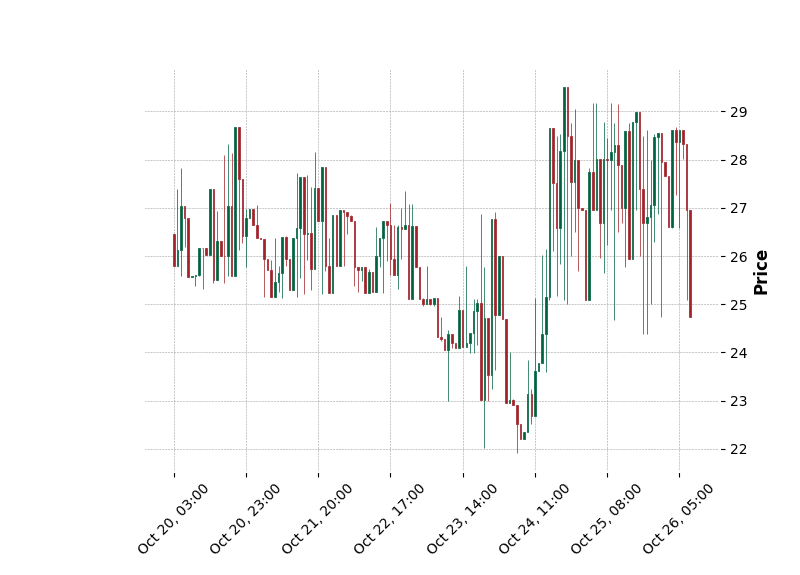 29
28
27
26
25
24
23
22
Price
Oct 20, 03:00
Oct 20, 23:00
Oct 21, 20:00
Oct 22, 17:00
Oct 23, 14:00
Oct 24, 11:00
Oct 25, 08:00
Oct 26, 05:00